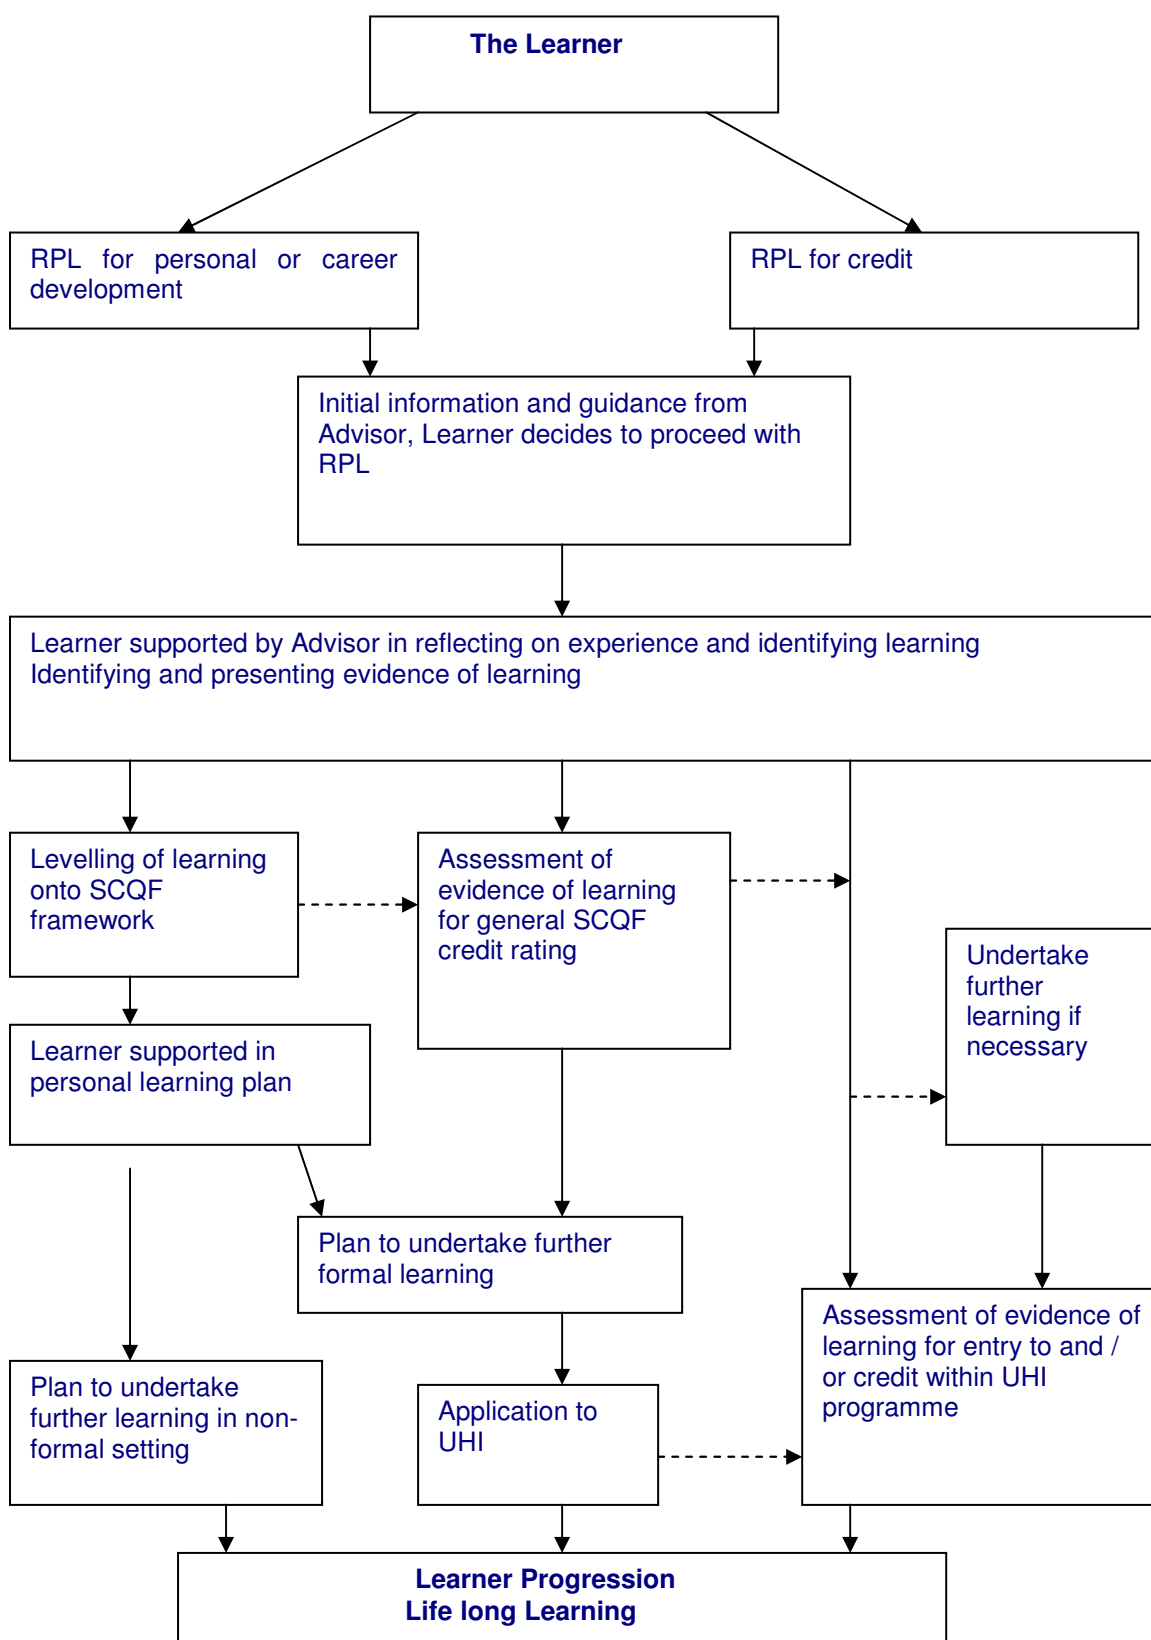 The Learner
RPL for personal or career
development
RPL for credit
Initial information and guidance from
Advisor, Learner decides to proceed with
RPL
Learner supported by Advisor in reflecting on experience and identifying learning
Identifying and presenting evidence of learning
Levelling of learning
onto SCQF
framework
Assessment of
evidence of learning
for general SCQF
credit rating
Undertake
further
learning if
necessary
Learner supported in
personal learning plan
Plan to undertake further
formal learning
Assessment of evidence of
learning for entry to and /
or credit within UHI
programme
Plan to undertake
further learning in non-
formal setting
Application to
UHI
Learner Progression
Life long Learning